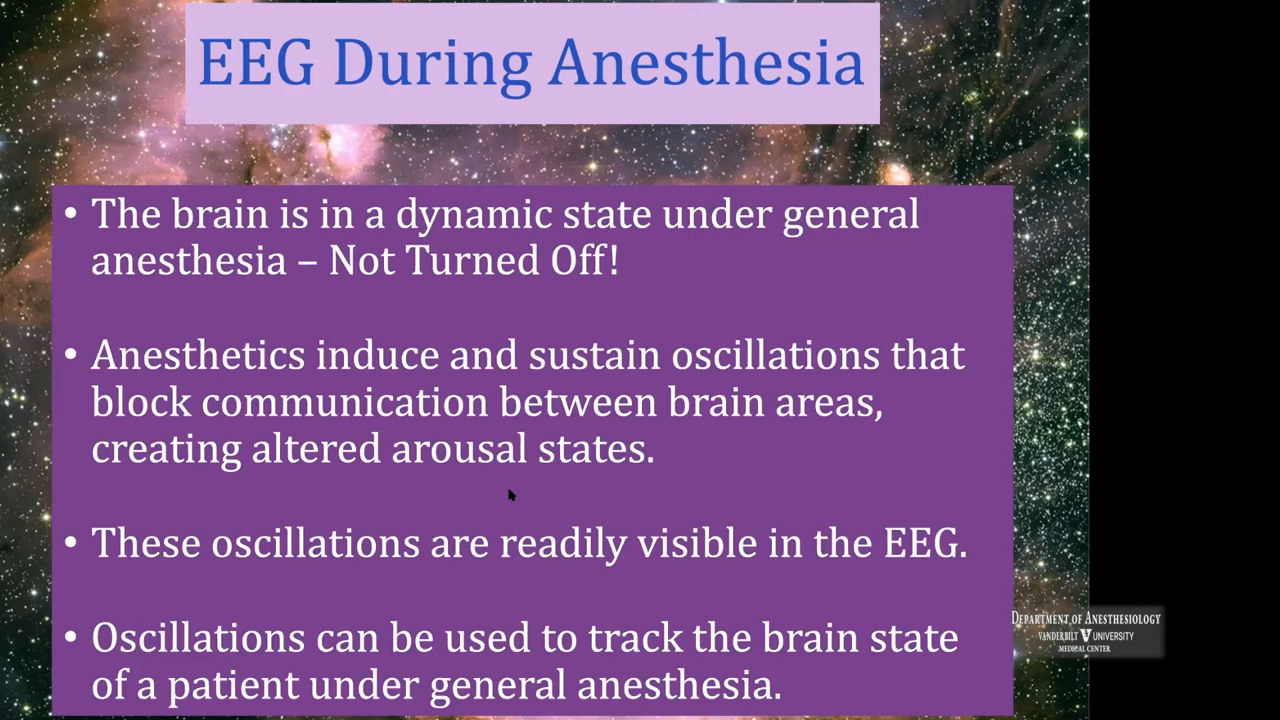 EEG During Anesthesia
• The brain is in a dynamic state under general
anesthesia – Not Turned Off!
• Anesthetics induce and sustain oscillations that
block communication between brain areas,
creating altered arousal states.
• These oscillations are readily visible in the EEG.
• Oscillations can be used to track the brain state
of a patient under general anesthesia.
DEPARTMENT OF ANESTHESIOLOGY
VANDERBILT UNIVERSITY
MEDICAL CENTER